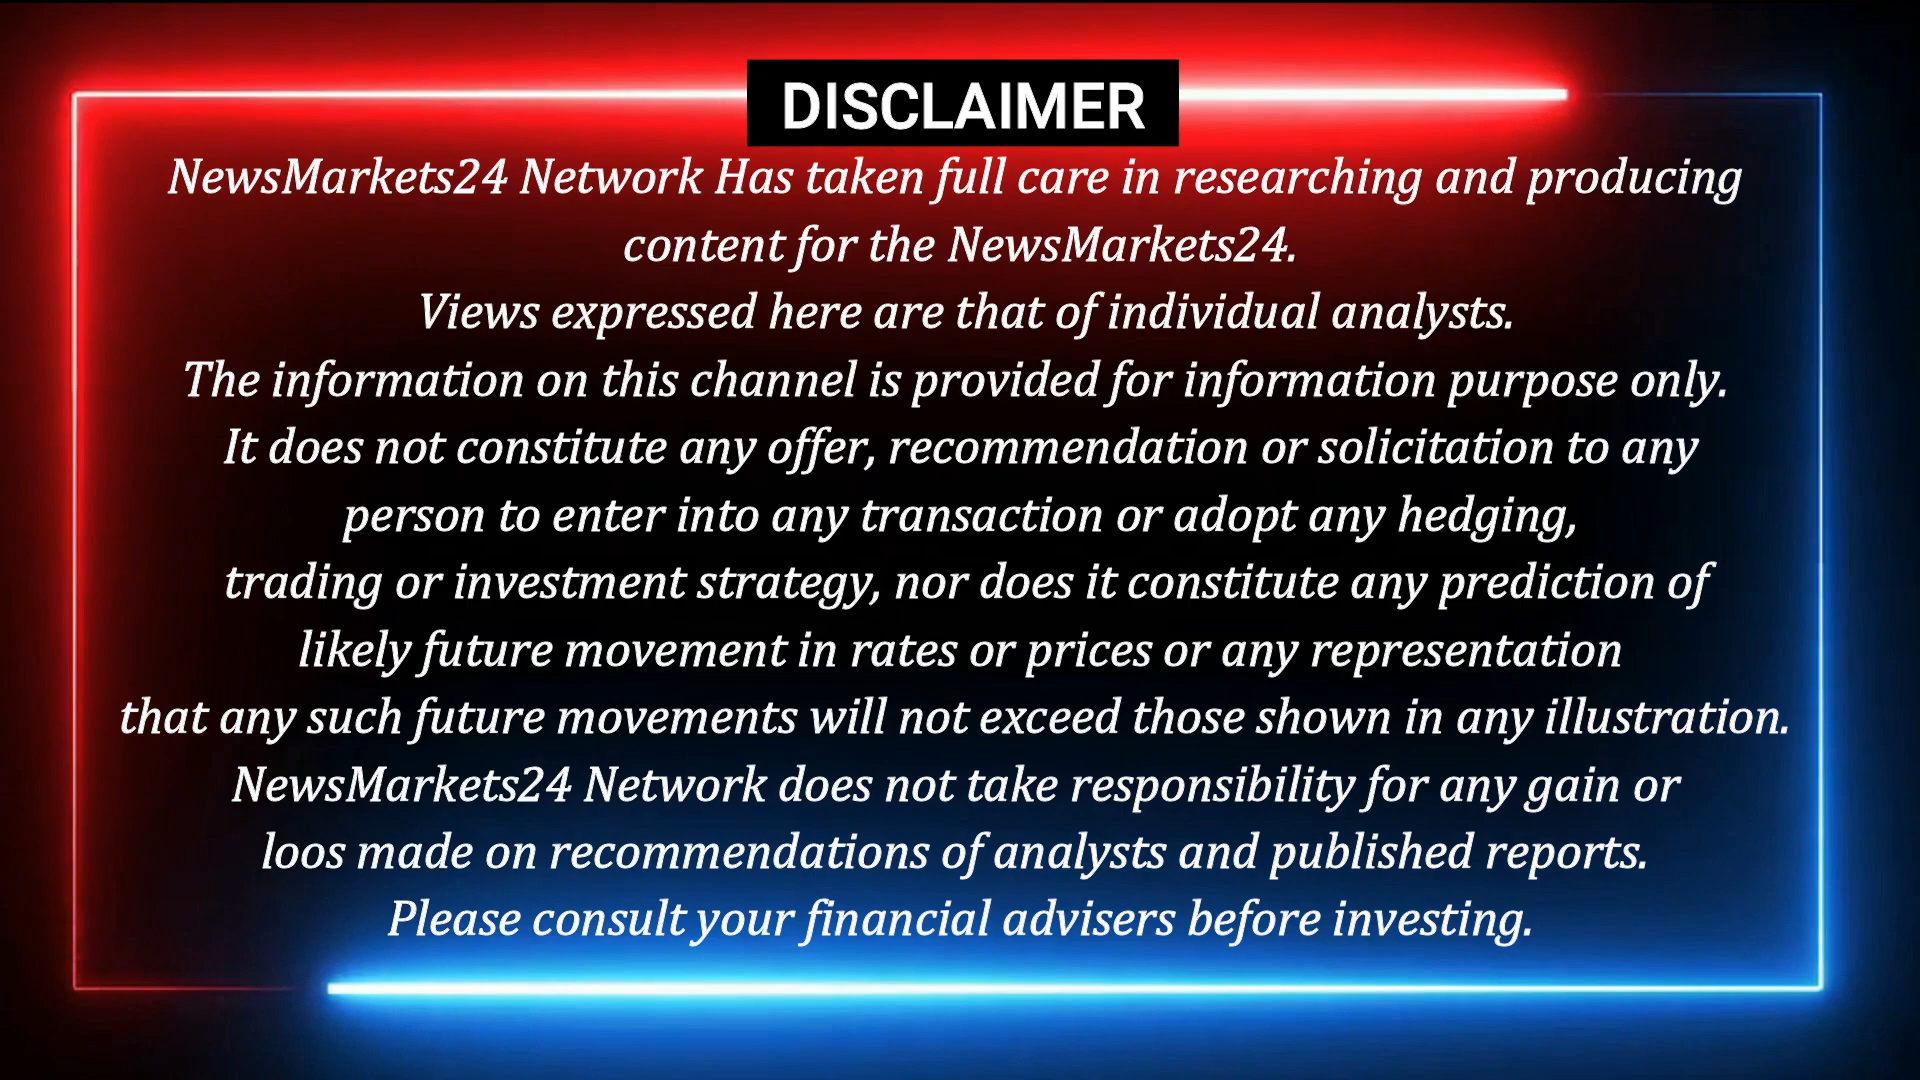 DISCLAIMER
NewsMarkets24 Network Has taken full care in researching and producing
content for the NewsMarkets24.
Views expressed here are that of individual analysts.
The information on this channel is provided for information purpose only.
It does not constitute any offer, recommendation or solicitation to any
person to enter into any transaction or adopt any hedging,
trading or investment strategy, nor does it constitute any prediction of
likely future movement in rates or prices or any representation
that any such future movements will not exceed those shown in any illustration.
NewsMarkets24 Network does not take responsibility for any gain or
loos made on recommendations of analysts and published reports.
Please consult your financial advisers before investing.